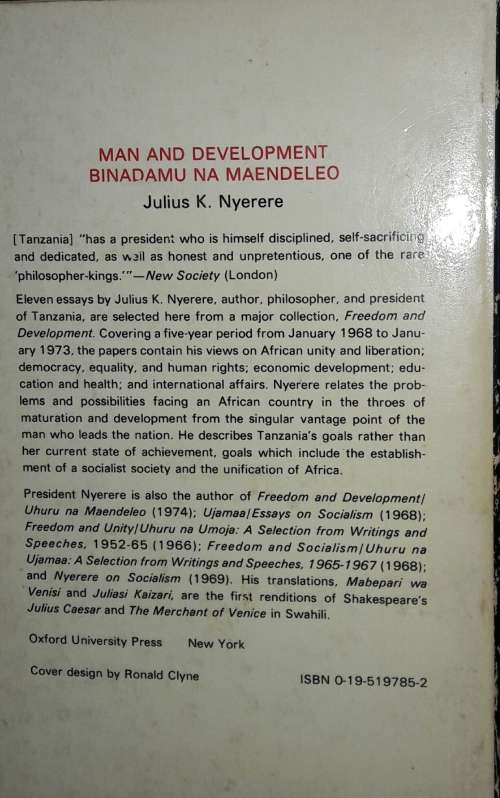 MAN AND DEVELOPMENT
BINADAMU NA MAENDELEO
Julius K. Nyerere
[Tanzania] "has a president who is himself disciplined, self-sacrificing
and dedicated, as well as honest and unpretentious, one of the rare
'philosopher-kings.'"—New Society (London)
Eleven essays by Julius K. Nyerere, author, philosopher, and president
of Tanzania, are selected here from a major collection, Freedom and
Development. Covering a five-year period from January 1968 to Janu-
ary 1973, the papers contain his views on African unity and liberation;
democracy, equality, and human rights; economic development; edu-
cation and health; and international affairs. Nyerere relates the prob-
lems and possibilities facing an African country in the throes of
maturation and development from the singular vantage point of the
man who leads the nation. He describes Tanzania's goals rather than
her current state of achievement, goals which include the establish-
ment of a socialist society and the unification of Africa.
President Nyerere is also the author of Freedom and Development/
Uhuru na Maendeleo (1974); Ujamaa/Essays on Socialism (1968);
Freedom and Unity/Uhuru na Umoja: A Selection from Writings and
Speeches, 1952-65 (1966); Freedom and Socialism/Uhuru na
Ujamaa: A Selection from Writings and Speeches, 1965-1967 (1968);
and Nyerere on Socialism (1969). His translations, Mabepari wa
Venisi and Juliasi Kaizari, are the first renditions of Shakespeare's
Julius Caesar and The Merchant of Venice in Swahili.
Oxford University Press New York
Cover design by Ronald Clyne
ISBN 0-19-519785-2